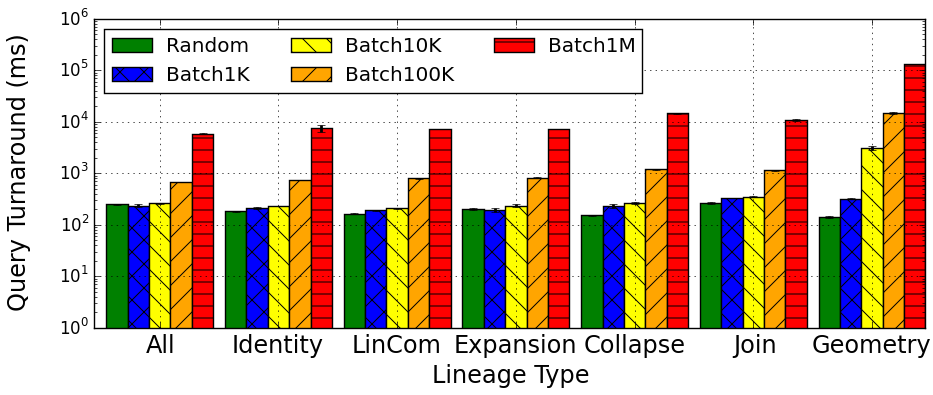 Query Turnaround (ms)
10^6
10^5
10^4
10^3
10^2
10^1
10^0
Random Batch10K Batch1M
Batch1K Batch100K
All Identity LinCom Expansion Collapse Join Geometry
Lineage Type